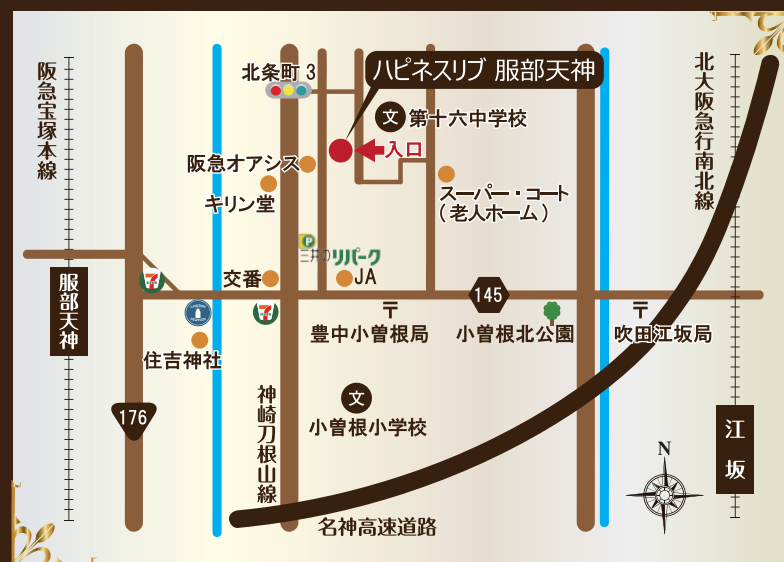 阪急宝塚本線
北条町 3
ハピネスリブ 服部天神
北大阪急行南北線
文 第十六中学校
入口
阪急オアシス
キリン堂
スーパー・コート
(老人ホーム)
P
三井のリパーク
服部天神
7
交番
JA
145
7
〒
豊中小曽根局
小曽根北公園
〒
吹田江坂局
住吉神社
176
神崎刀根山線
文
小曽根小学校
江坂
N
名神高速道路